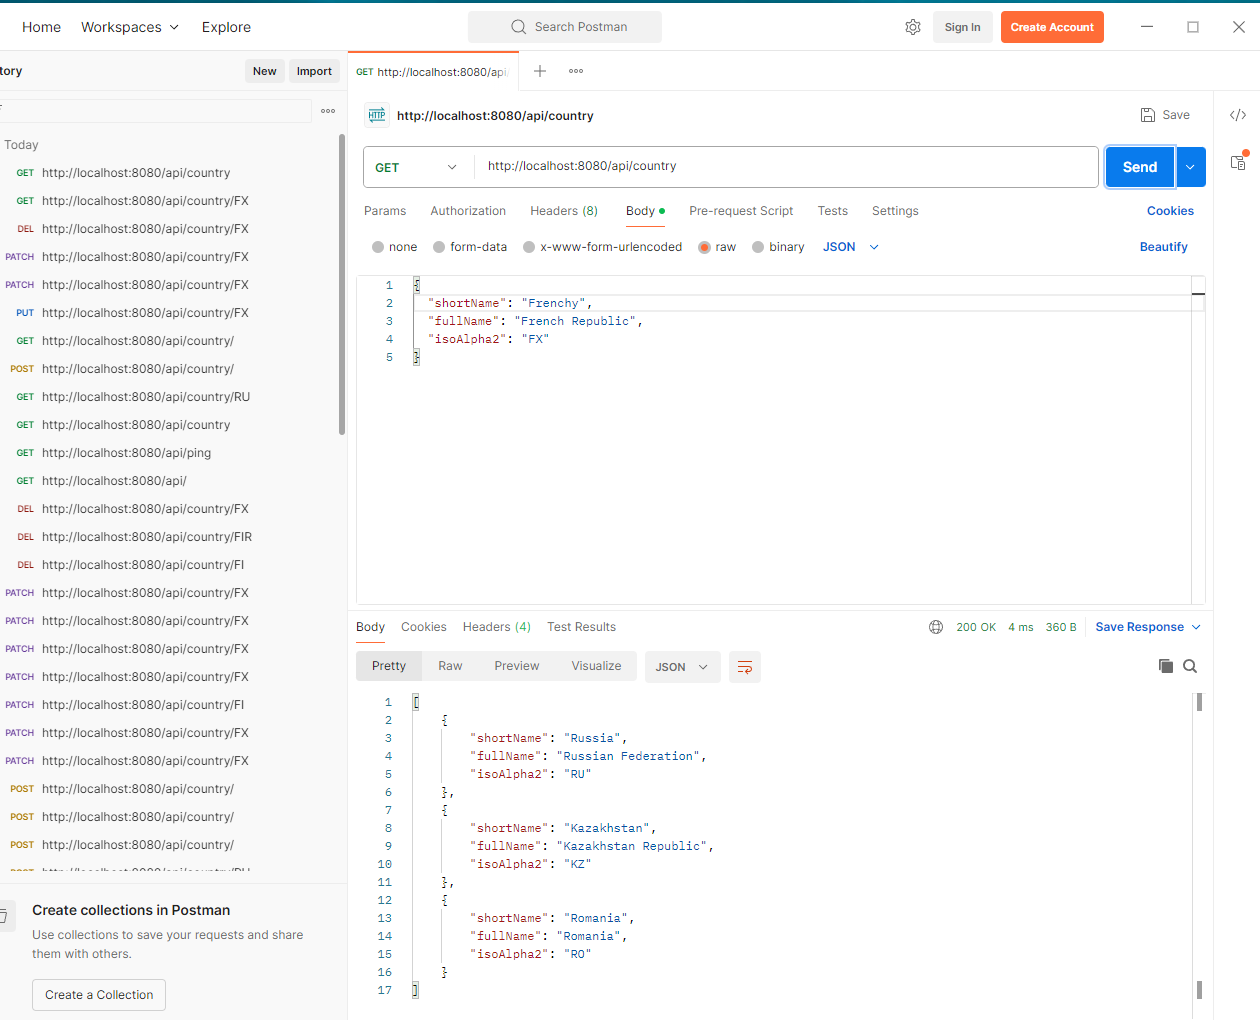 Home Workspaces Explore Search Postman Sign In Create Account
tory New Import
GET http://localhost:8080/api/
Today
GET http://localhost:8080/api/country
GET http://localhost:8080/api/country/FX
DEL http://localhost:8080/api/country/FX
PATCH http://localhost:8080/api/country/FX
PATCH http://localhost:8080/api/country/FX
PUT http://localhost:8080/api/country/FX
GET http://localhost:8080/api/country/
POST http://localhost:8080/api/country/
GET http://localhost:8080/api/country/RU
GET http://localhost:8080/api/country
GET http://localhost:8080/api/ping
GET http://localhost:8080/api/
DEL http://localhost:8080/api/country/FX
DEL http://localhost:8080/api/country/FIR
DEL http://localhost:8080/api/country/FI
PATCH http://localhost:8080/api/country/FX
PATCH http://localhost:8080/api/country/FX
PATCH http://localhost:8080/api/country/FX
PATCH http://localhost:8080/api/country/FX
PATCH http://localhost:8080/api/country/FI
PATCH http://localhost:8080/api/country/FX
PATCH http://localhost:8080/api/country/FX
POST http://localhost:8080/api/country/
POST http://localhost:8080/api/country/
POST http://localhost:8080/api/country/
Create collections in Postman
Use collections to save your requests and share
them with others.
Create a Collection
HTTP http://localhost:8080/api/country Save </>
GET http://localhost:8080/api/country Send
Params Authorization Headers (8) Body Pre-request Script Tests Settings Cookies
none form-data x-www-form-urlencoded raw binary JSON Beautify
1 {
2 "shortName": "Frenchy",
3 "fullName": "French Republic",
4 "isoAlpha2": "FX"
5 }
Body Cookies Headers (4) Test Results 200 OK 4 ms 360 B Save Response
Pretty Raw Preview Visualize JSON
1 [
2 {
3 "shortName": "Russia",
4 "fullName": "Russian Federation",
5 "isoAlpha2": "RU"
6 },
7 {
8 "shortName": "Kazakhstan",
9 "fullName": "Kazakhstan Republic",
10 "isoAlpha2": "KZ"
11 },
12 {
13 "shortName": "Romania",
14 "fullName": "Romania",
15 "isoAlpha2": "RO"
16 }
17 ]